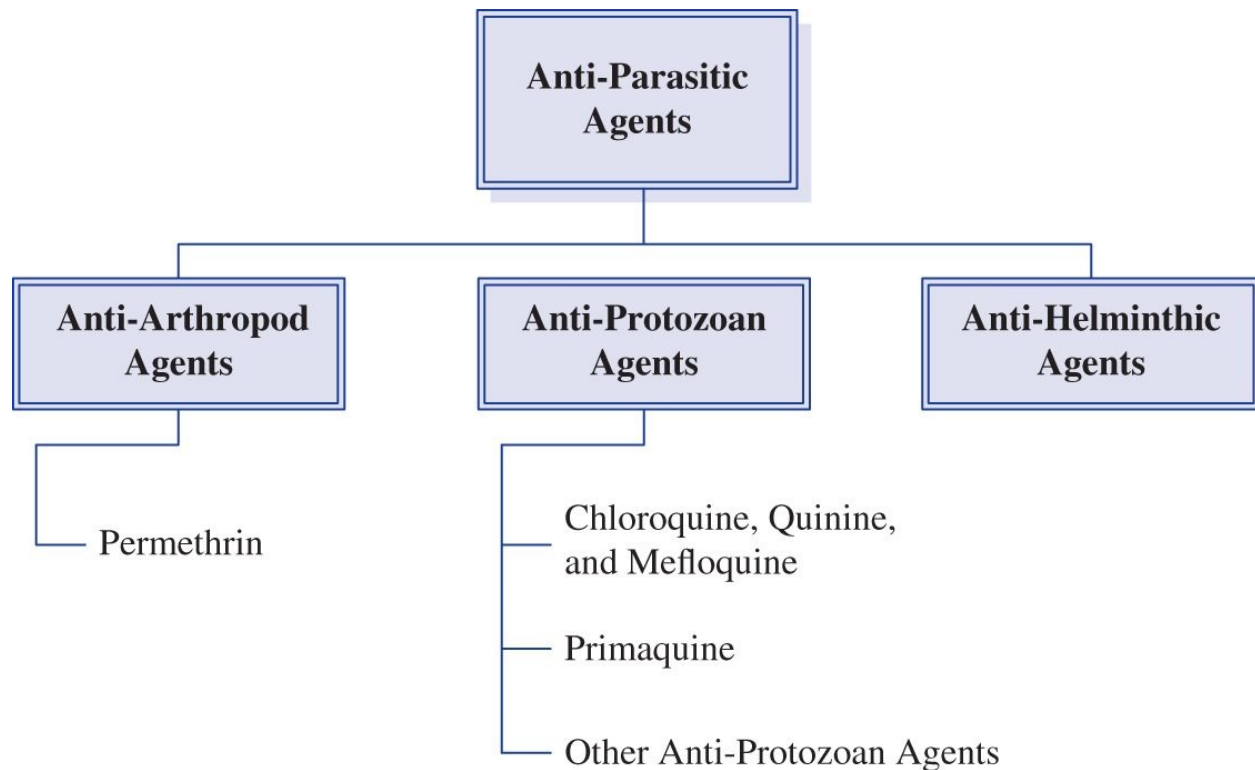 Anti-Parasitic
Agents
Anti-Arthropod
Agents
Anti-Protozoan
Agents
Anti-Helminthic
Agents
Permethrin
Chloroquine, Quinine,
and Mefloquine
Primaquine
Other Anti-Protozoan Agents